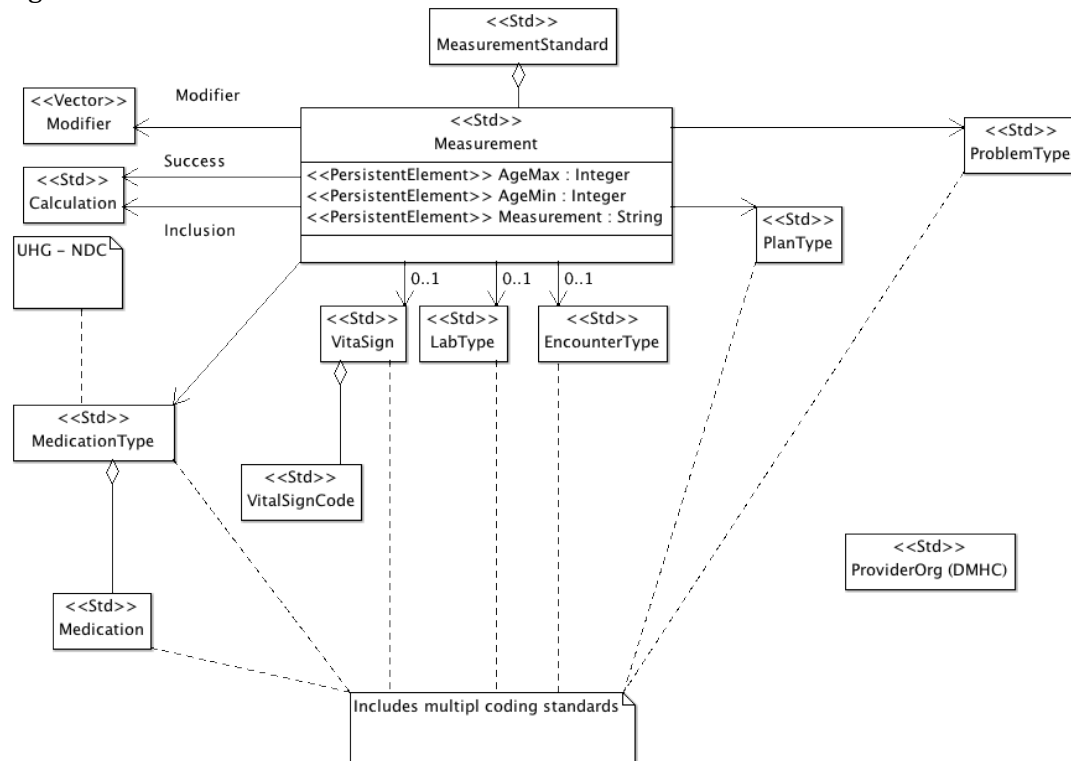 <<Std>>
MeasurementStandard
<<Vector>>
Modifier
Modifier
<<Std>>
Measurement
<<Std>>
ProblemType
Success
<<Std>>
Calculation
<<PersistentElement>> AgeMax : Integer
<<PersistentElement>> AgeMin : Integer
<<PersistentElement>> Measurement : String
Inclusion
<<Std>>
PlanType
UHG - NDC
0..1
0..1
0..1
<<Std>>
VitaSign
<<Std>>
LabType
<<Std>>
EncounterType
<<Std>>
MedicationType
<<Std>>
VitalSignCode
<<Std>>
ProviderOrg (DMHC)
<<Std>>
Medication
Includes multipl coding standards